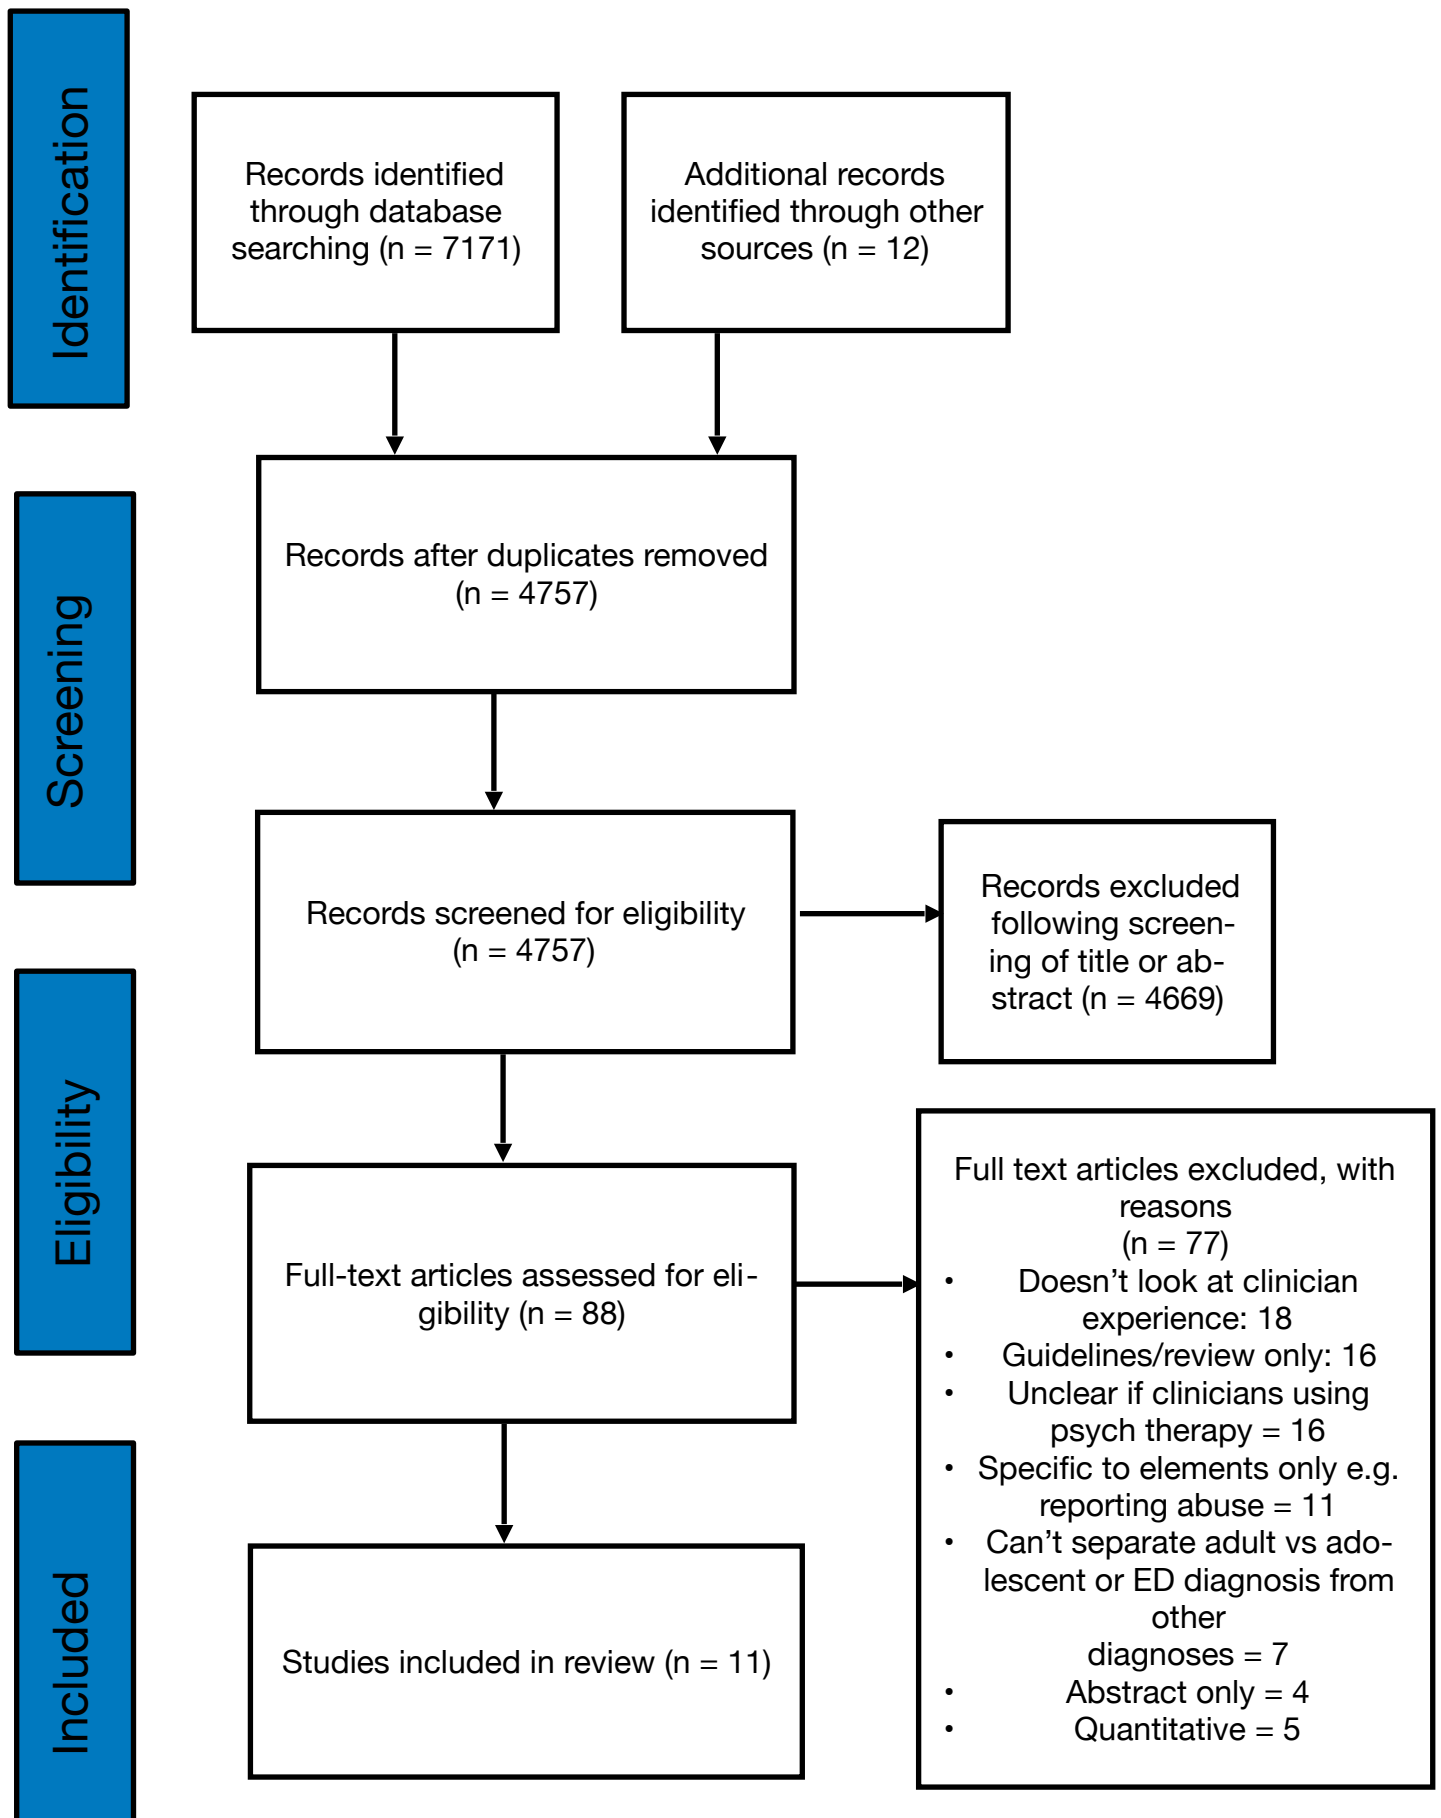 Identification
Records identified
through database
searching (n = 7171)
Additional records
identified through other
sources (n = 12)
Screening
Records after duplicates removed
(n = 4757)
Records screened for eligibility
(n = 4757)
Records excluded
following screen-
ing of title or ab-
stract (n = 4669)
Eligibility
Full-text articles assessed for eli-
gibility (n = 88)
Full text articles excluded, with
reasons
(n = 77)
• Doesn’t look at clinician
experience: 18
• Guidelines/review only: 16
• Unclear if clinicians using
psych therapy = 16
• Specific to elements only e.g.
reporting abuse = 11
• Can’t separate adult vs ado-
lescent or ED diagnosis from
other
diagnoses = 7
• Abstract only = 4
• Quantitative = 5
Included
Studies included in review (n = 11)